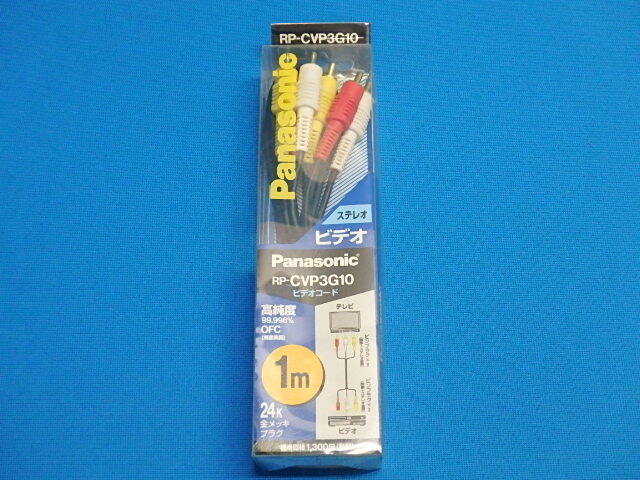 RP-CVP3G10
Panasonic
ステレオ
ビデオ
Panasonic
RP-CVP3G10
ビデオコード
高純度
99.996%
OFC
1m
24K
金メッキ
プラグ
テレビ
ビデオ